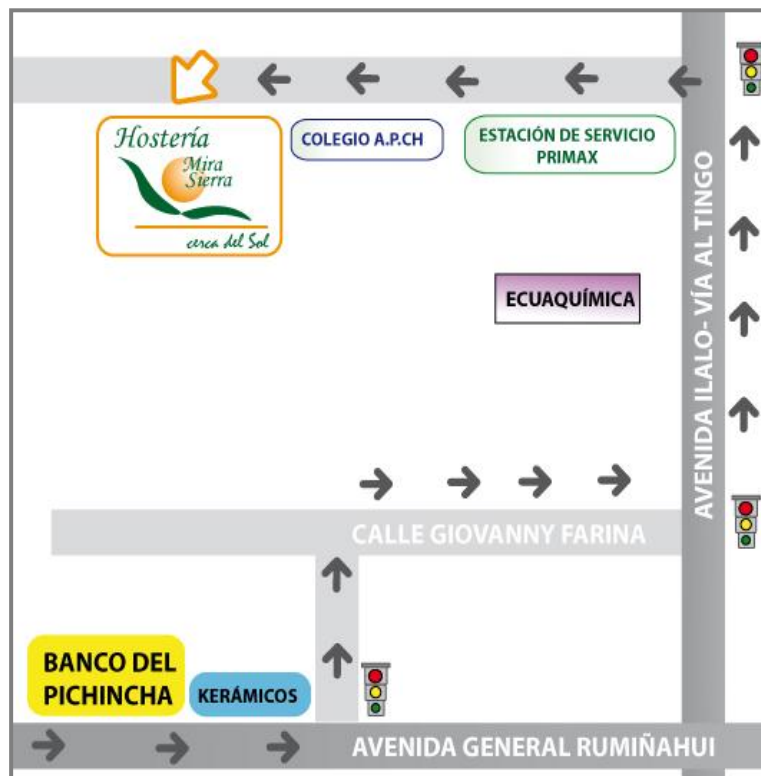 Hostería
Mira
Sierra
cerca del Sol
COLEGIO A.P.CH
ESTACIÓN DE SERVICIO
PRIMAX
ECUAQUÍMICA
AVENIDA ILALO- VÍA AL TINGO
CALLE GIOVANNY FARINA
BANCO DEL
PICHINCHA
KERÁMICOS
AVENIDA GENERAL RUMIÑAHUI